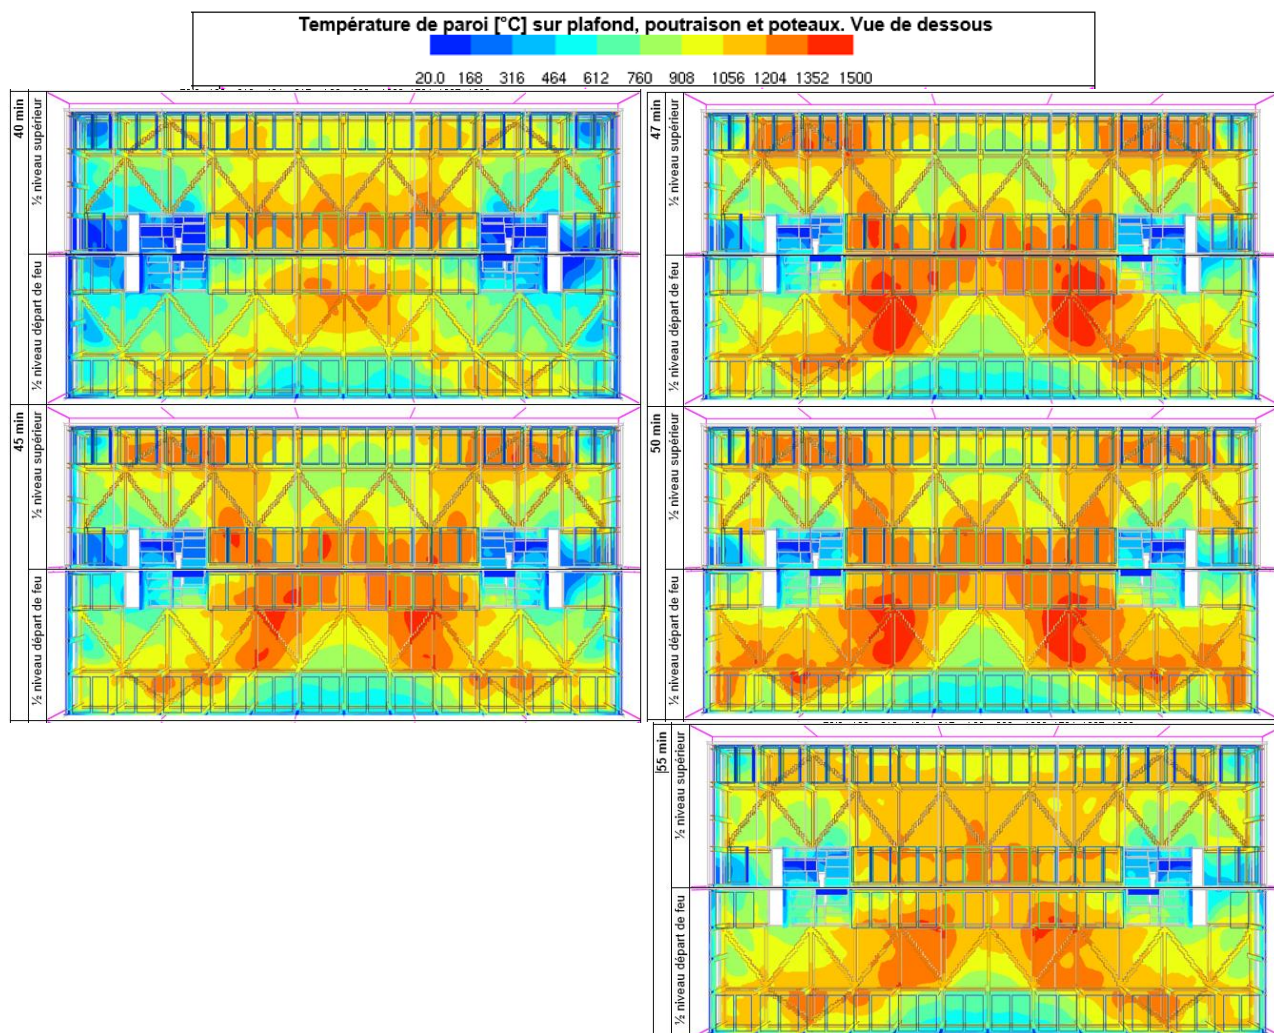 Température de paroi [°C] sur plafond, poutraison et poteaux. Vue de dessous
20.0 168 316 464 612 760 908 1056 1204 1352 1500
40 min
½ niveau supérieur
½ niveau départ de feu
47 min
½ niveau supérieur
½ niveau départ de feu
45 min
½ niveau supérieur
½ niveau départ de feu
50 min
½ niveau supérieur
½ niveau départ de feu
55 min
½ niveau supérieur
½ niveau départ de feu